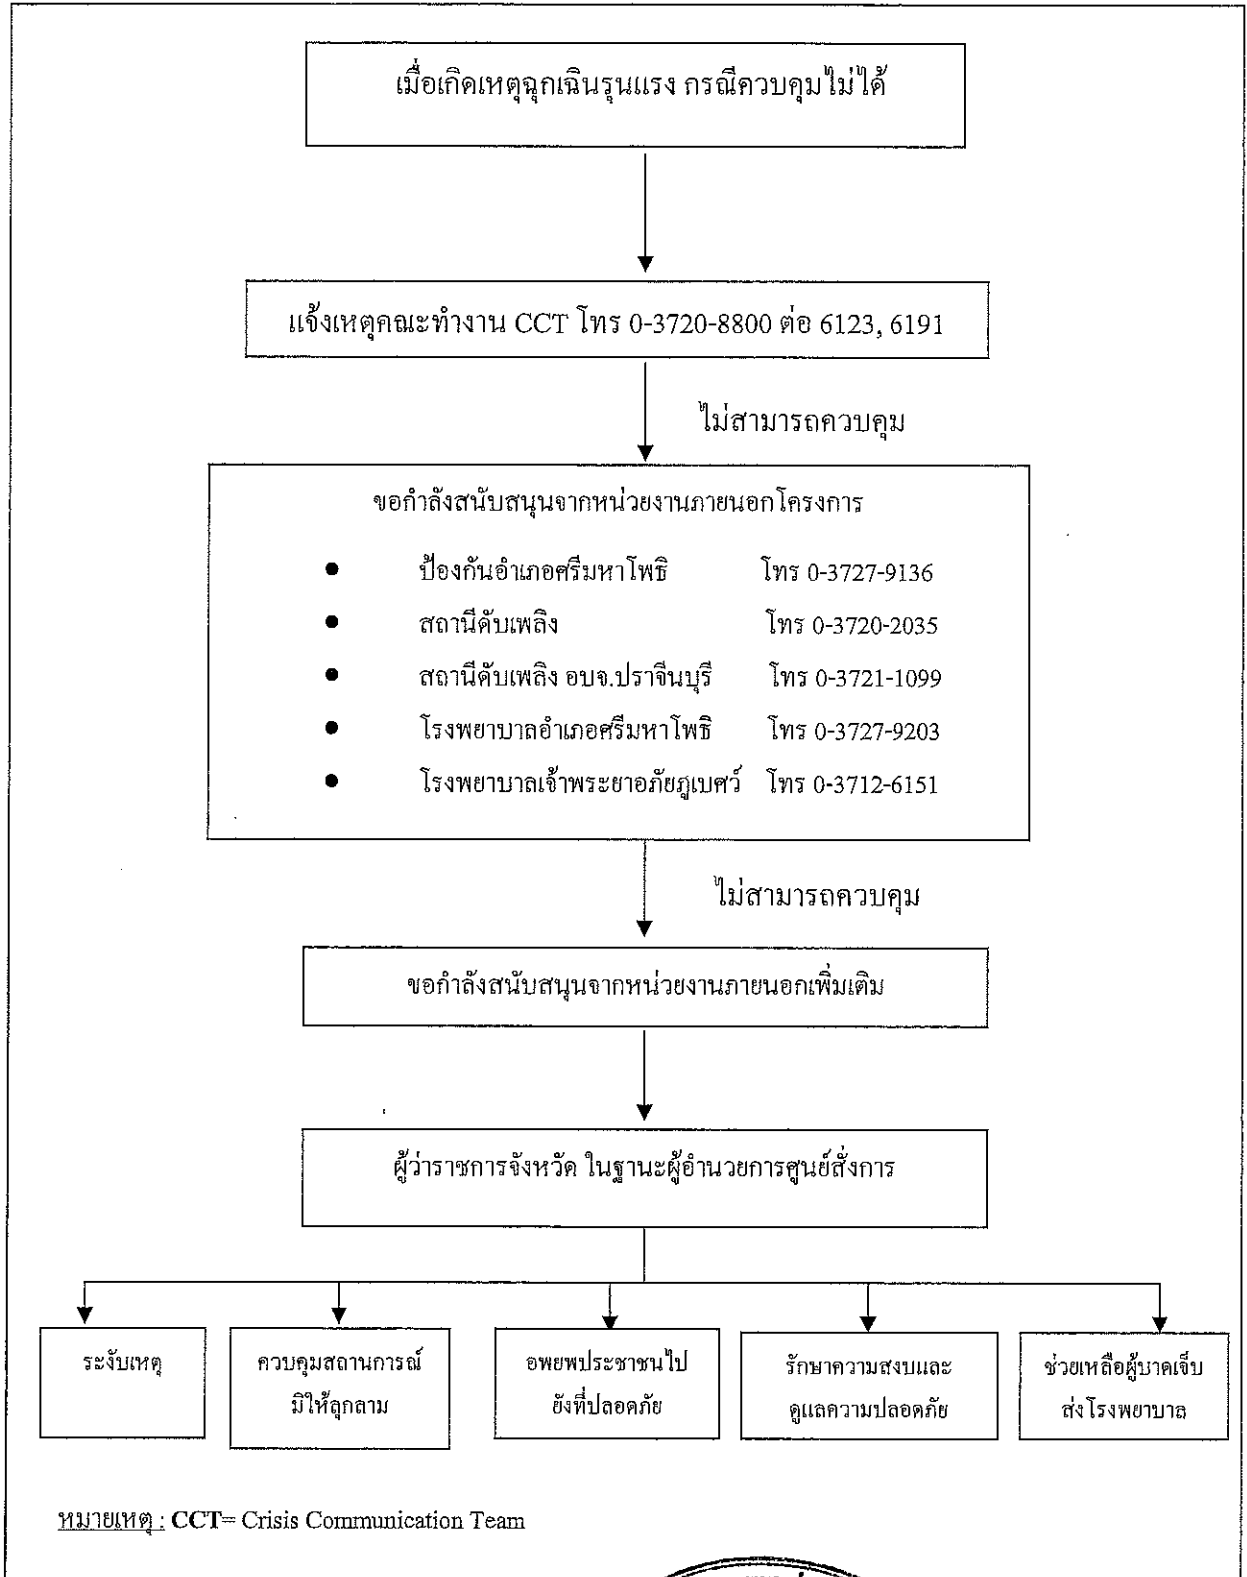 เมื่อเกิดเหตุฉุกเฉินรุนแรง กรณีควบคุมไม่ได้
แจ้งเหตุคณะทำงาน CCT โทร 0-3720-8800 ต่อ 6123, 6191
ไม่สามารถควบคุม
ขอกำลังสนับสนุนจากหน่วยงานภายนอกโครงการ
● ป้องกันอำเภอศรีมหาโพธิ โทร 0-3727-9136
● สถานีดับเพลิง โทร 0-3720-2035
● สถานีดับเพลิง อบจ.ปราจีนบุรี โทร 0-3721-1099
● โรงพยาบาลอำเภอศรีมหาโพธิ โทร 0-3727-9203
● โรงพยาบาลเจ้าพระยาอภัยภูเบศว์ โทร 0-3712-6151
ไม่สามารถควบคุม
ขอกำลังสนับสนุนจากหน่วยงานภายนอกเพิ่มเติม
ผู้ว่าราชการจังหวัด ในฐานะผู้อำนวยการศูนย์สั่งการ
ระงับเหตุ
ควบคุมสถานการณ์
มิให้ลุกลาม
อพยพประชาชนไป
ยังที่ปลอดภัย
รักษาความสงบและ
ดูแลความปลอดภัย
ช่วยเหลือผู้บาดเจ็บ
ส่งโรงพยาบาล
หมายเหตุ : CCT= Crisis Communication Team